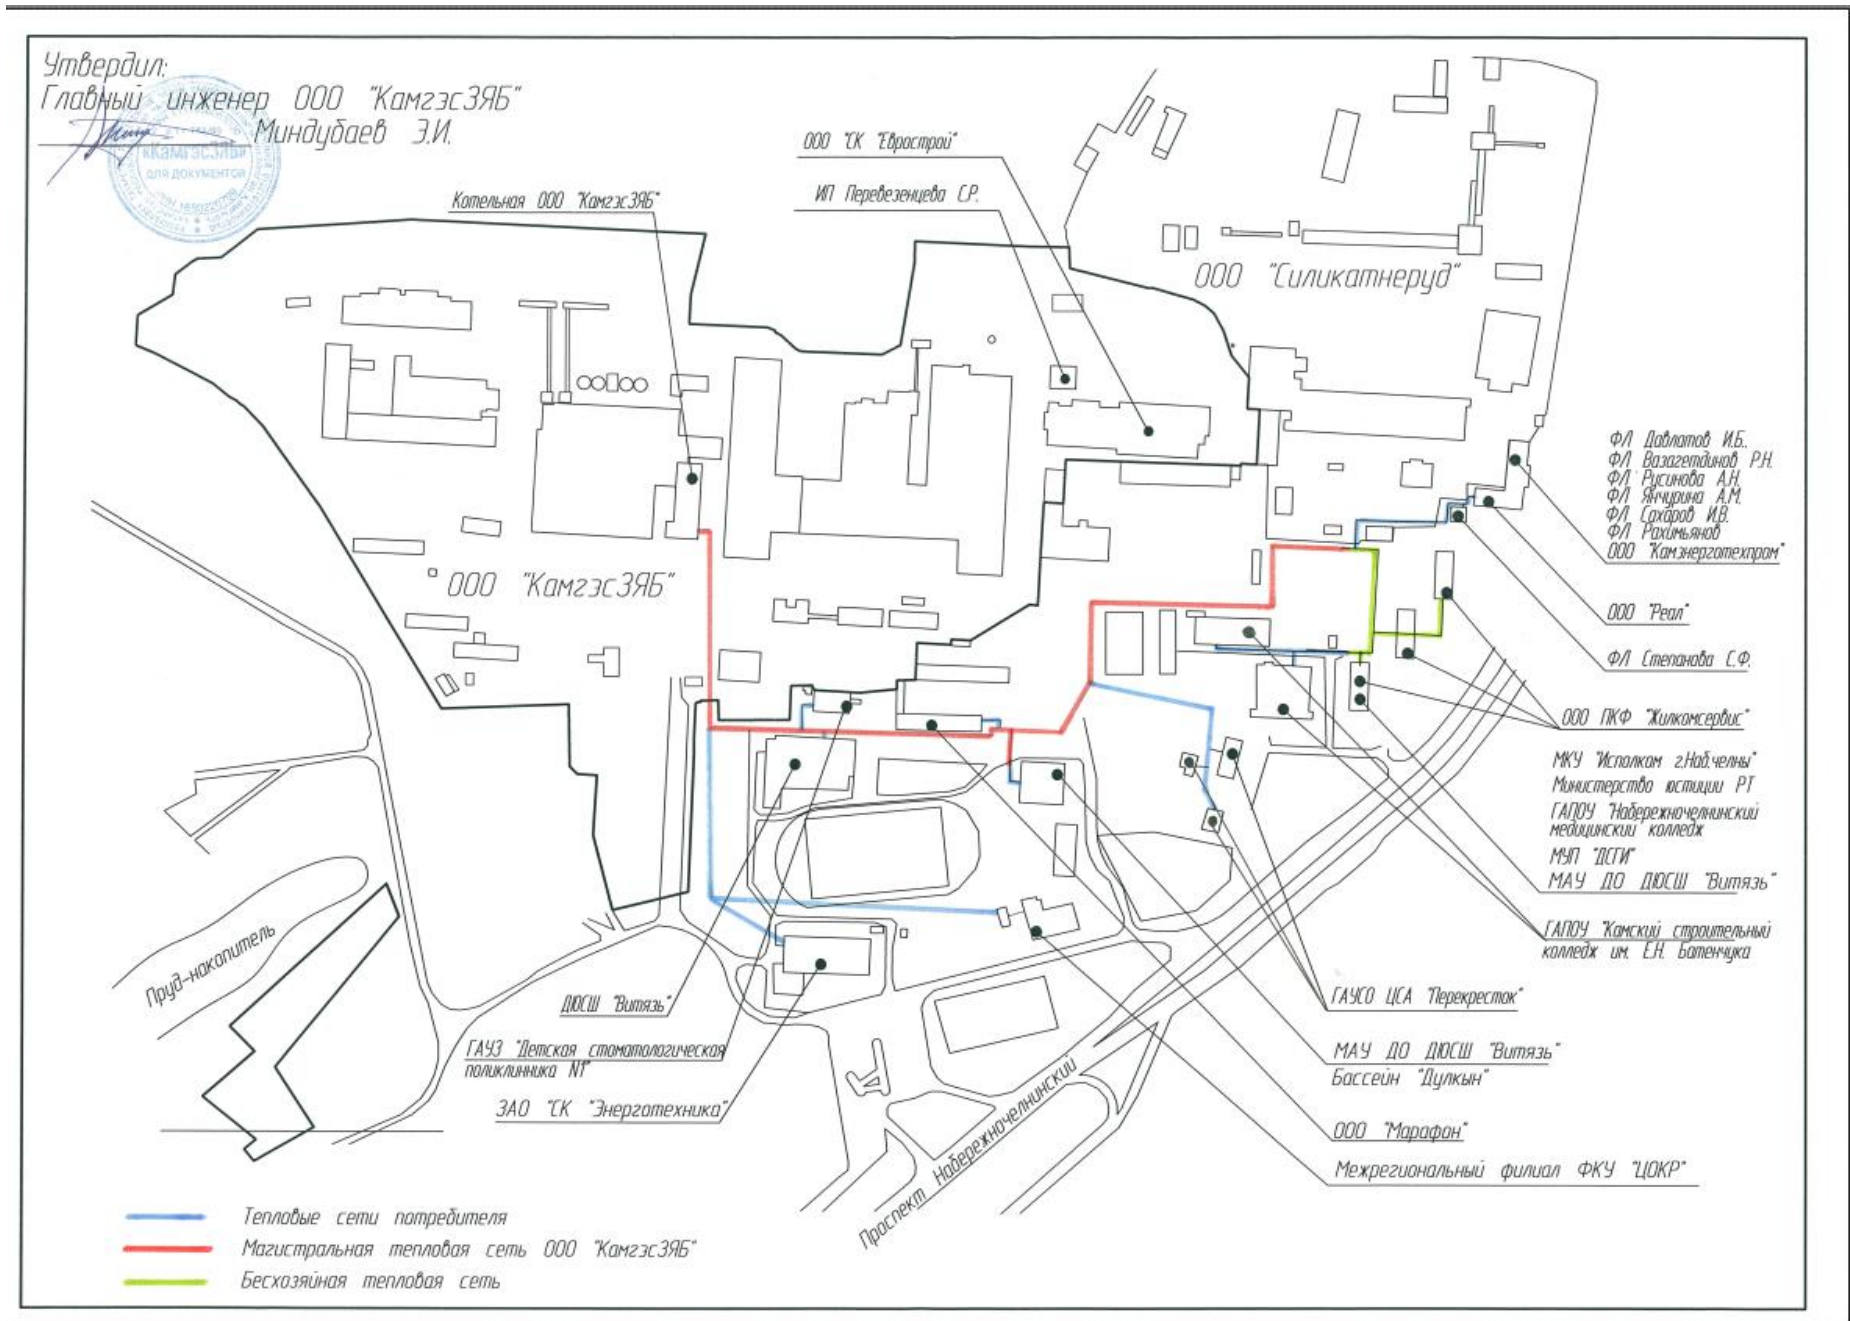 Утвердил:
Главный инженер ООО "КамгэсЗЯБ"
Миндубаев Э.И.
«КамгэсЗЯБ»
ДЛЯ ДОКУМЕНТОВ
Котельная ООО "КамгэсЗЯБ"
ООО "СК "Еврострой"
ИП Перевезенцева С.Р.
ООО "Силикатнеруд"
ООО "КамгэсЗЯБ"
ФЛ Давлатов И.Б.
ФЛ Вазагетдинов Р.Н.
ФЛ Русинова А.Н.
ФЛ Янчурина А.М.
ФЛ Сахаров И.В.
ФЛ Рахимьянов
ООО "Камэнерготехпром"
ООО "Реал"
ФЛ Степанова С.Ф.
ООО ПКФ "Жилкомсервис"
МКУ "Исполком г.Наб.челны"
Министерство юстиции РТ
ГАПОУ "Набережночелнинский
медицинский колледж
МУП "ДСГИ"
МАУ ДО ДЮСШ "Витязь"
ГАПОУ "Камский строительный
колледж им. Е.Н. Батенчука
ГАУСО ЦСА "Перекресток"
МАУ ДО ДЮСШ "Витязь"
Бассейн "Дулкын"
ООО "Марафон"
Межрегиональный филиал ФКУ "ЦОКР"
Пруд-накопитель
ДЮСШ "Витязь"
ГАУЗ "Детская стоматологическая
поликлинника N1"
ЗАО "СК "Энерготехника"
Проспект Набережночелнинский
Тепловые сети потребителя
Магистральная тепловая сеть ООО "КамгэсЗЯБ"
Бесхозяйная тепловая сеть